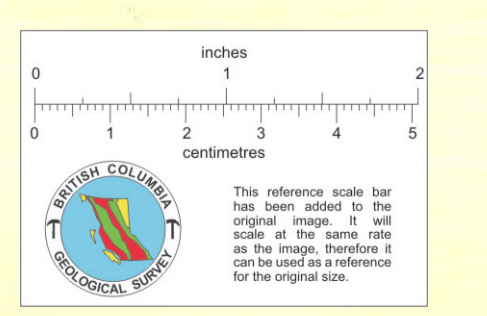 inches
0 1 2
0 1 2 3 4 5
centimetres
BRITISH COLUMBIA
GEOLOGICAL SURVEY
This reference scale bar
has been added to the
original image. It will
scale at the same rate
as the image, therefore it
can be used as a reference
for the original size.